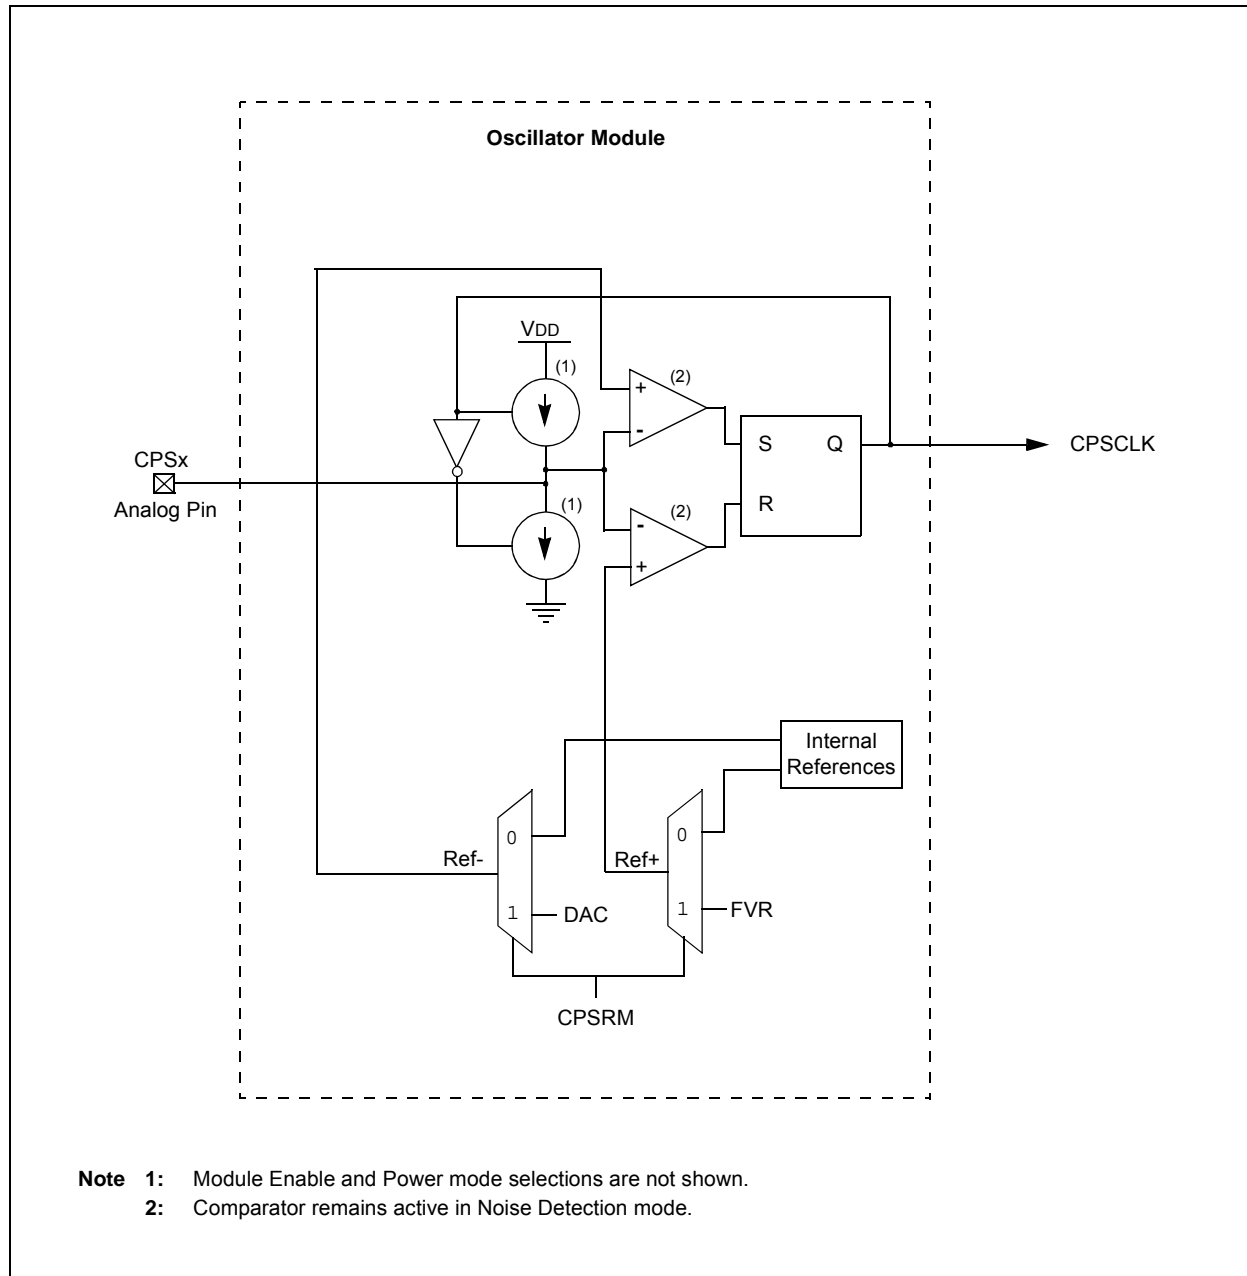 Oscillator Module
VDD
(1)
(2)
+
-
S
Q
R
CPSCLK
CPSx
Analog Pin
(1)
(2)
-
+
Internal
References
0
0
Ref-
Ref+
1
DAC
1
FVR
CPSRM
Note 1: Module Enable and Power mode selections are not shown.
2: Comparator remains active in Noise Detection mode.